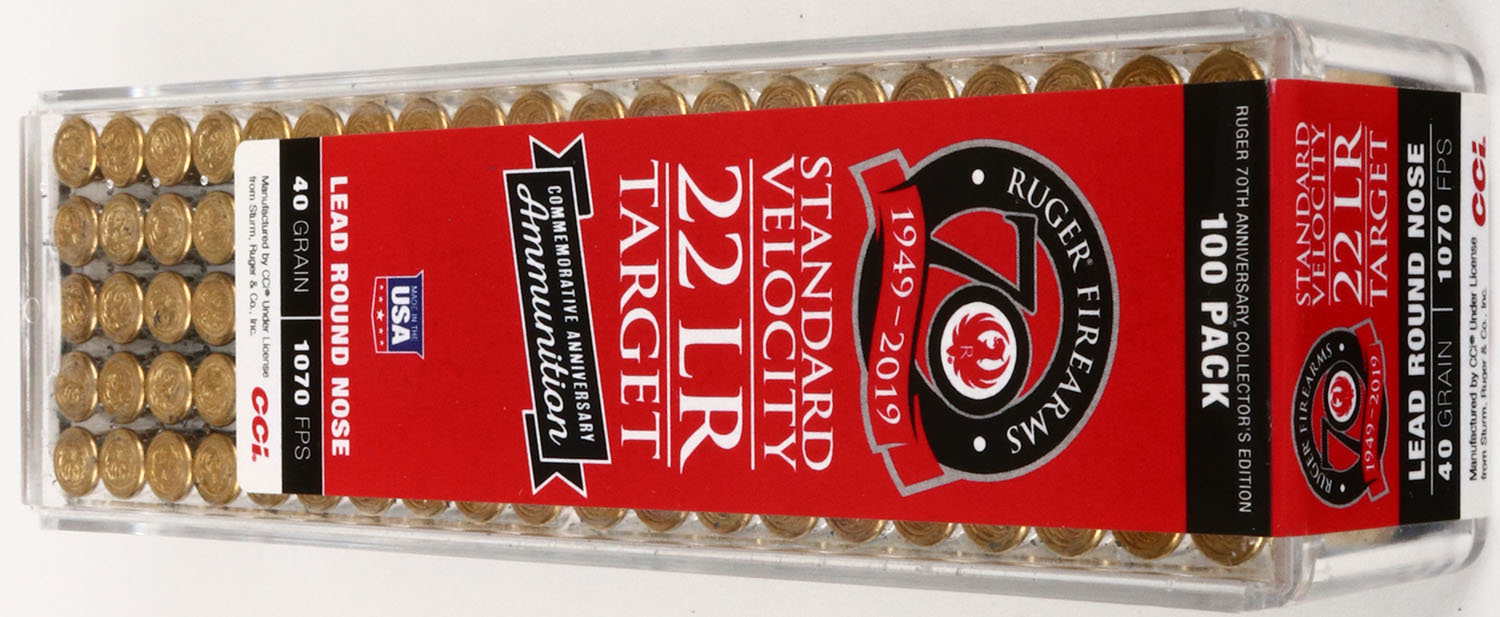 RUGER 70TH ANNIVERSARY COLLECTOR'S EDITION
100 PACK
RUGER® FIREARMS
70
R
1949-2019
STANDARD
VELOCITY
22 LR
TARGET
COMMEMORATIVE ANNIVERSARY
Ammunition
MADE IN THE
USA
LEAD ROUND NOSE
40 GRAIN | 1070 FPS
Manufactured by CCI® Under License
from Sturm, Ruger & Co., Inc.
CCI.
STANDARD
VELOCITY
22 LR
TARGET
RUGER FIREARMS
70
1949-2019
LEAD ROUND NOSE
40 GRAIN | 1070 FPS
Manufactured by CCI® Under License
from Sturm, Ruger & Co., Inc.
CCI.